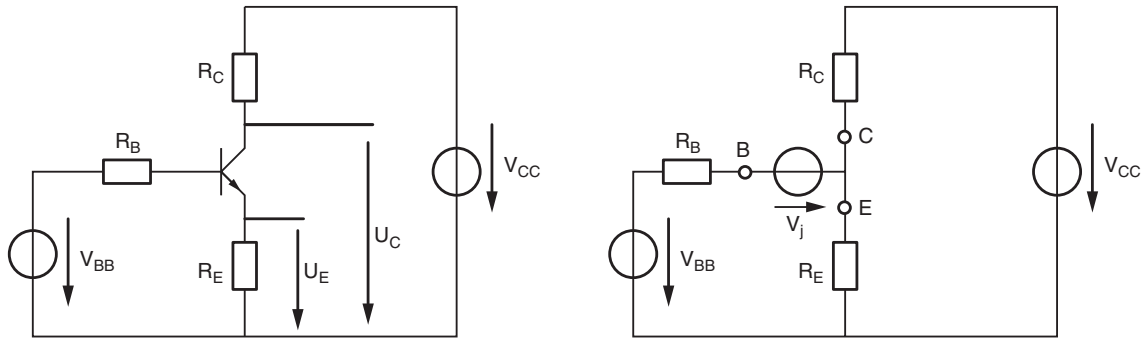 R_C
R_B
V_CC
V_BB
R_E
U_E
U_C
R_C
R_B
B
C
V_CC
V_j
E
V_BB
R_E